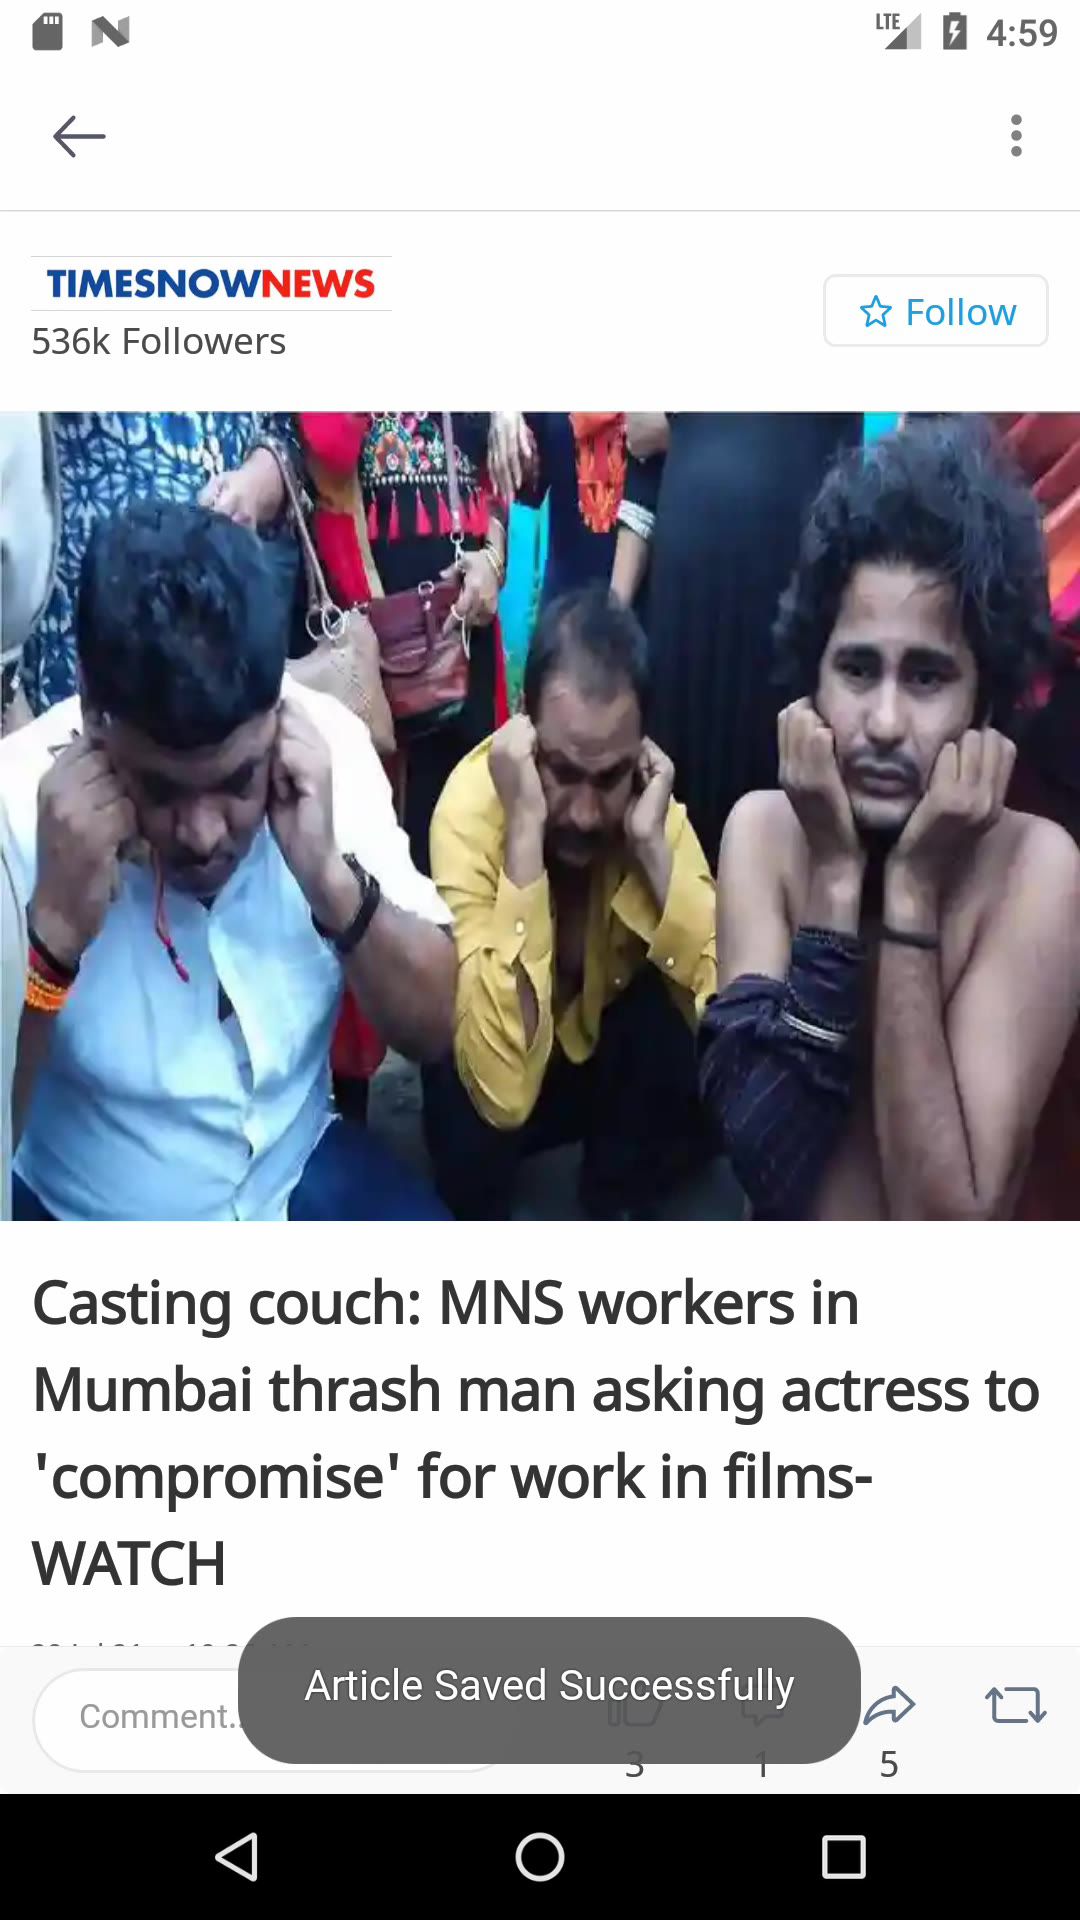 LTE 4:59
TIMESNOWNEWS
536k Followers
Follow
Casting couch: MNS workers in
Mumbai thrash man asking actress to
'compromise' for work in films-
WATCH
Article Saved Successfully
Comment..
3 1 5